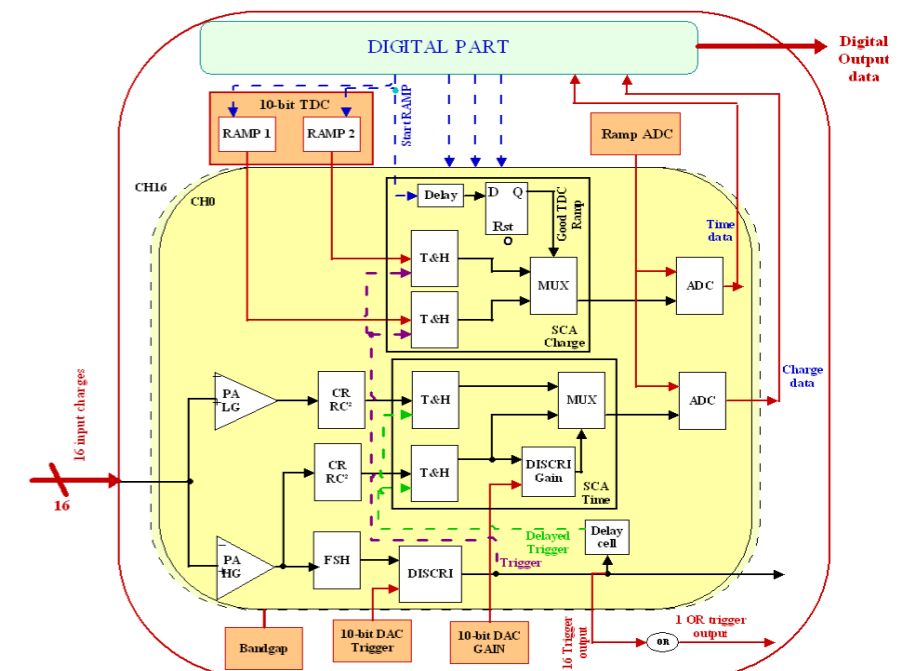 DIGITAL PART
Digital
Output
data
10-bit TDC
RAMP 1
RAMP 2
Start RAMP
Ramp ADC
CH16
CH0
Delay
D Q
Rst
Good TDC
Ramp
T&H
T&H
MUX
SCA
Charge
ADC
Time
data
16 input charges
16
PA
LG
CR
RC²
T&H
MUX
ADC
Charge
data
CR
RC²
T&H
DISCRI
Gain
SCA
Time
PA
HG
FSH
DISCRI
Delayed
Trigger
Trigger
Delay
cell
Bandgap
10-bit DAC
Trigger
10-bit DAC
GAIN
16 Trigger
output
OR
1 OR trigger
output